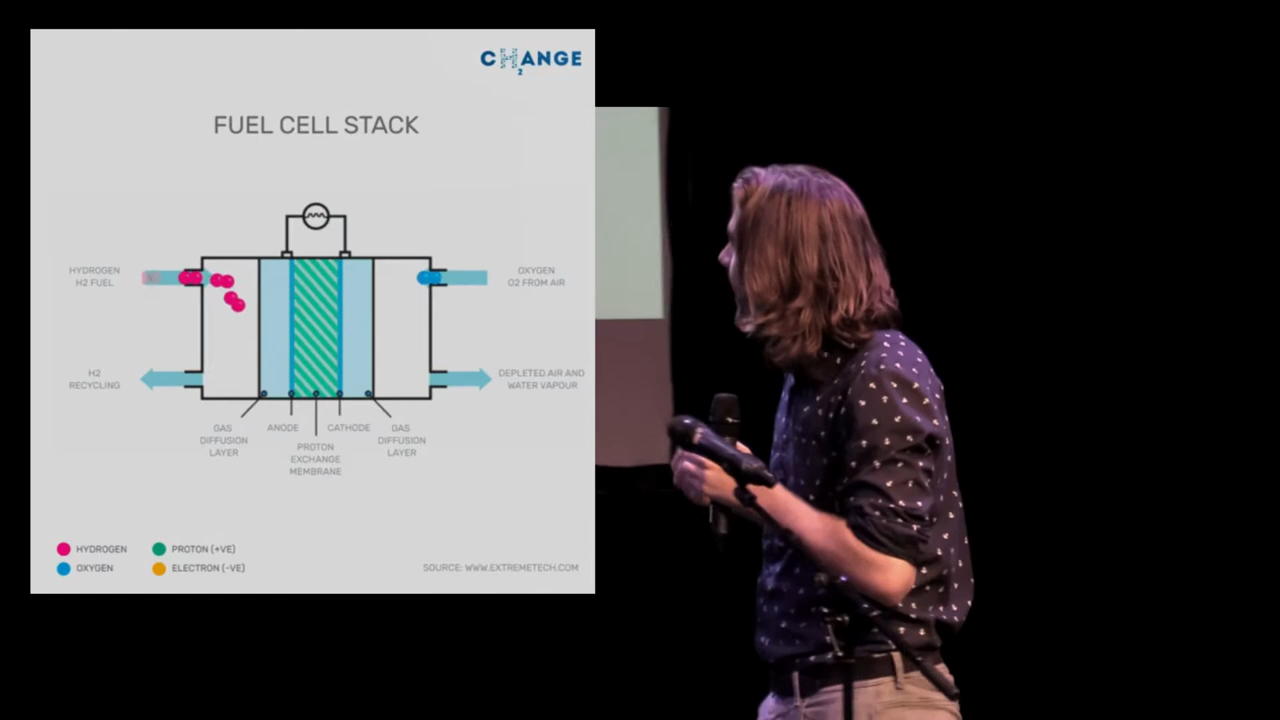 CH2ANGE
FUEL CELL STACK
HYDROGEN
H2 FUEL
OXYGEN
O2 FROM AIR
H2
RECYCLING
DEPLETED AIR AND
WATER VAPOUR
GAS
DIFFUSION
LAYER
ANODE
PROTON
EXCHANGE
MEMBRANE
CATHODE
GAS
DIFFUSION
LAYER
HYDROGEN
PROTON (+VE)
OXYGEN
ELECTRON (-VE)
SOURCE: WWW.EXTREMETECH.COM